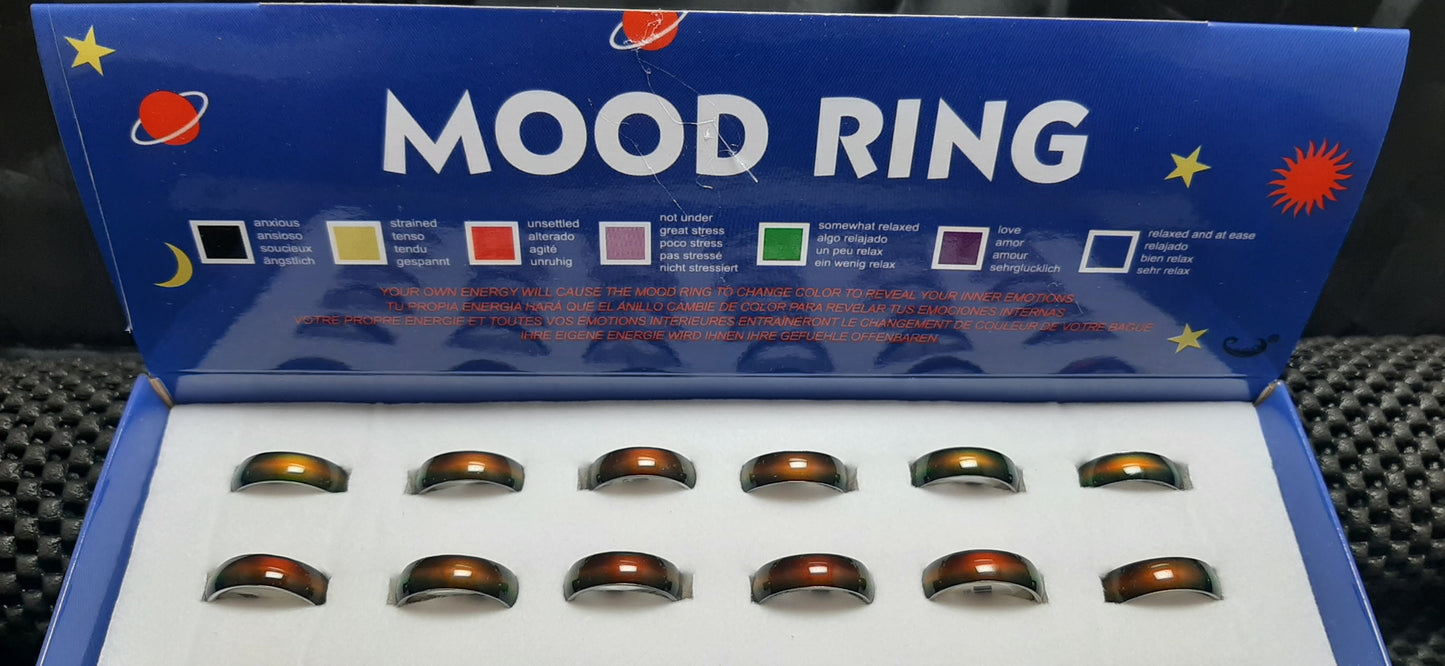 MOOD RING
anxious
ansioso
soucieux
ängstlich
strained
tenso
tendu
gespannt
unsettled
alterado
agité
unruhig
not under
great stress
poco stress
pas stressé
nicht stressiert
somewhat relaxed
algo relajado
un peu relax
ein wenig relax
love
amor
amour
sehrglucklich
relaxed and at ease
relajado
bien relax
sehr relax
YOUR OWN ENERGY WILL CAUSE THE MOOD RING TO CHANGE COLOR TO REVEAL YOUR INNER EMOTIONS
TU PROPIA ENERGIA HARÁ QUE EL ANILLO CAMBIE DE COLOR PARA REVELAR TUS EMOCIONES INTERNAS
VOTRE PROPRE ENERGIE ET TOUTES VOS ÉMOTIONS INTÉRIEURES ENTRAÎNERONT LE CHANGEMENT DE COULEUR DE VOTRE BAGUE
IHRE EIGENE ENERGIE WIRD IHNEN IHRE GEFUEHLE OFFENBAREN